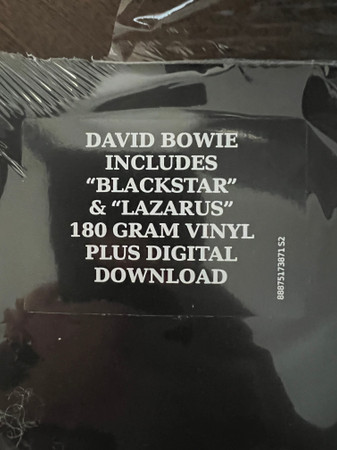 DAVID BOWIE
INCLUDES
“BLACKSTAR”
& “LAZARUS”
180 GRAM VINYL
PLUS DIGITAL
DOWNLOAD
88875173871 S2